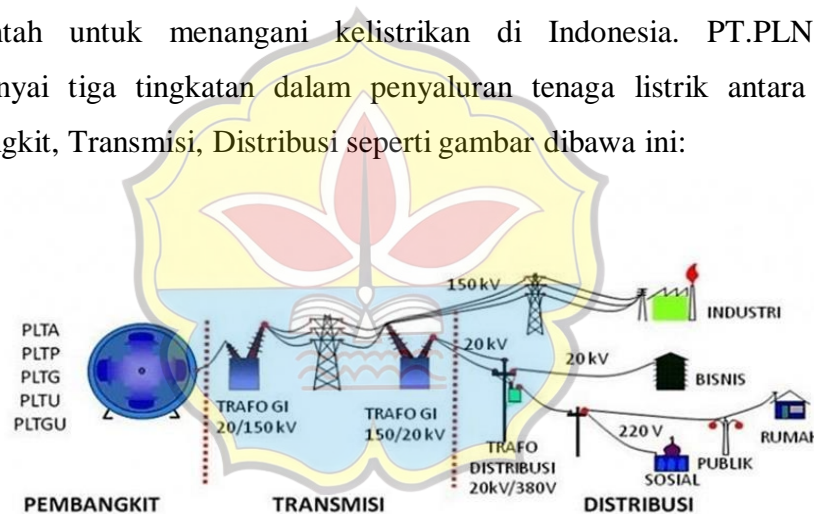 ntah untuk menangani kelistrikan di Indonesia. PT.PLN
nyai tiga tingkatan dalam penyaluran tenaga listrik antara
ngkit, Transmisi, Distribusi seperti gambar dibawa ini:
150 kV
INDUSTRI
PLTA
PLTP
PLTG
PLTU
PLTGU
20 kV
20 kV
BISNIS
TRAFO GI
20/150 kV
TRAFO GI
150/20 kV
TRAFO
DISTRIBUSI
20kV/380V
220 V
RUMAH
PUBLIK
SOSIAL
PEMBANGKIT
TRANSMISI
DISTRIBUSI